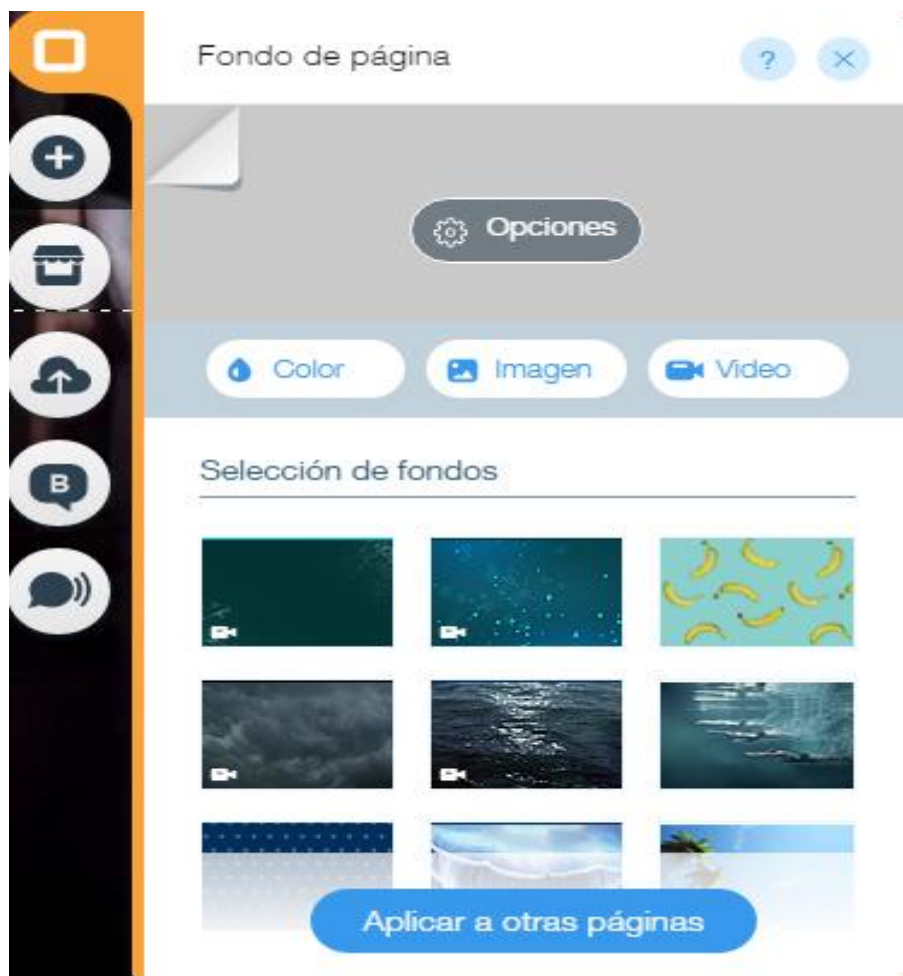 Fondo de página
?
Opciones
Color
Imagen
Video
B
Selección de fondos
Aplicar a otras páginas